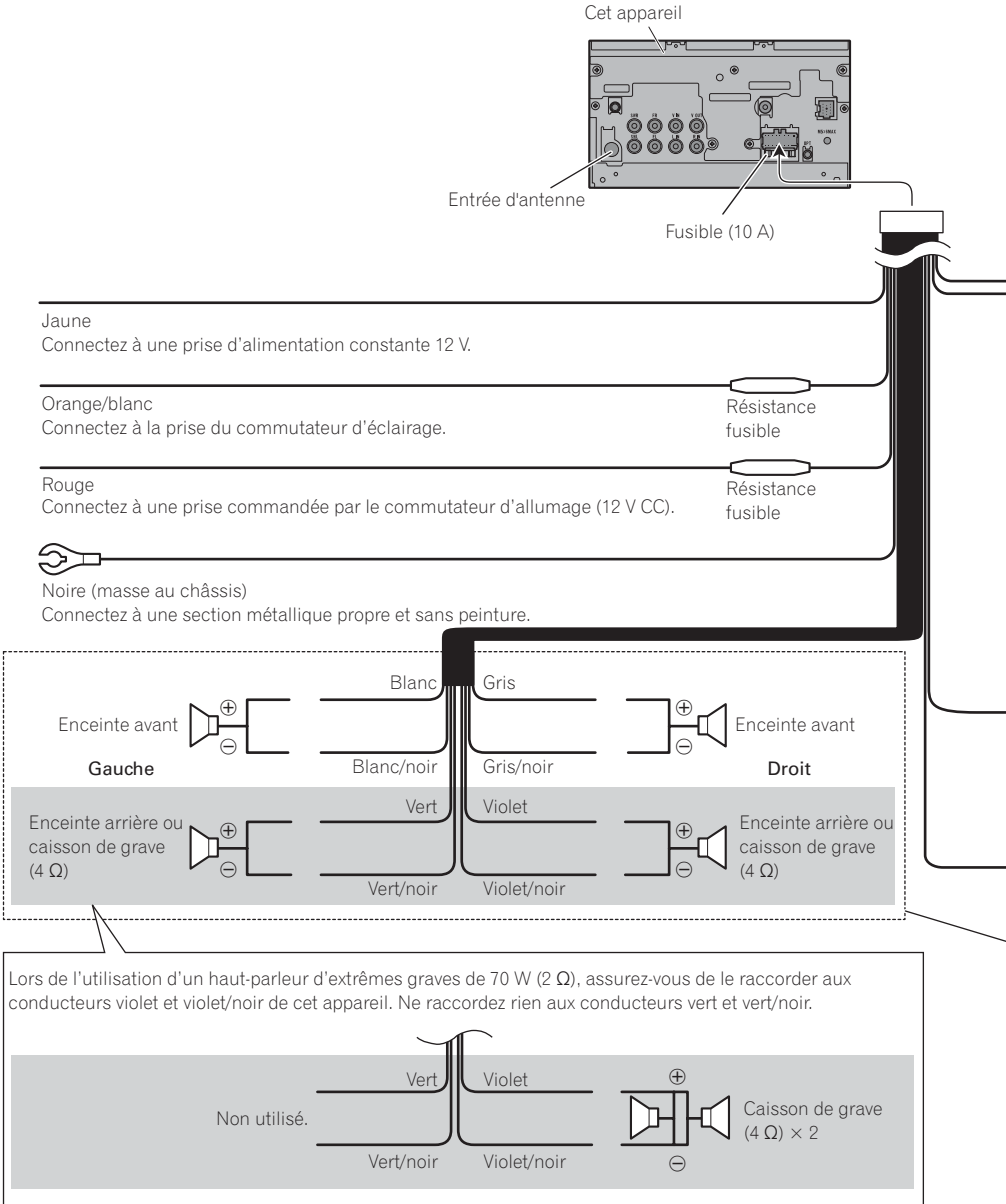 Cet appareil
SWR FR V IN V OUT
Entrée d'antenne
Fusible (10 A)
Jaune
Connectez à une prise d’alimentation constante 12 V.
Orange/blanc
Connectez à la prise du commutateur d’éclairage.
Résistance
fusible
Rouge
Connectez à une prise commandée par le commutateur d’allumage (12 V CC).
Résistance
fusible
Noire (masse au châssis)
Connectez à une section métallique propre et sans peinture.
Blanc
Gris
Enceinte avant
⊕
⊖
⊕
⊖
Enceinte avant
Gauche
Blanc/noir
Gris/noir
Droit
Vert
Violet
Enceinte arrière ou
caisson de grave
(4 Ω)
⊕
⊖
⊕
⊖
Enceinte arrière ou
caisson de grave
(4 Ω)
Vert/noir
Violet/noir
Lors de l’utilisation d’un haut-parleur d’extrêmes graves de 70 W (2 Ω), assurez-vous de le raccorder aux
conducteurs violet et violet/noir de cet appareil. Ne raccordez rien aux conducteurs vert et vert/noir.
Vert
Violet
⊕
Non utilisé.
Caisson de grave
(4 Ω) × 2
Vert/noir
Violet/noir
⊖